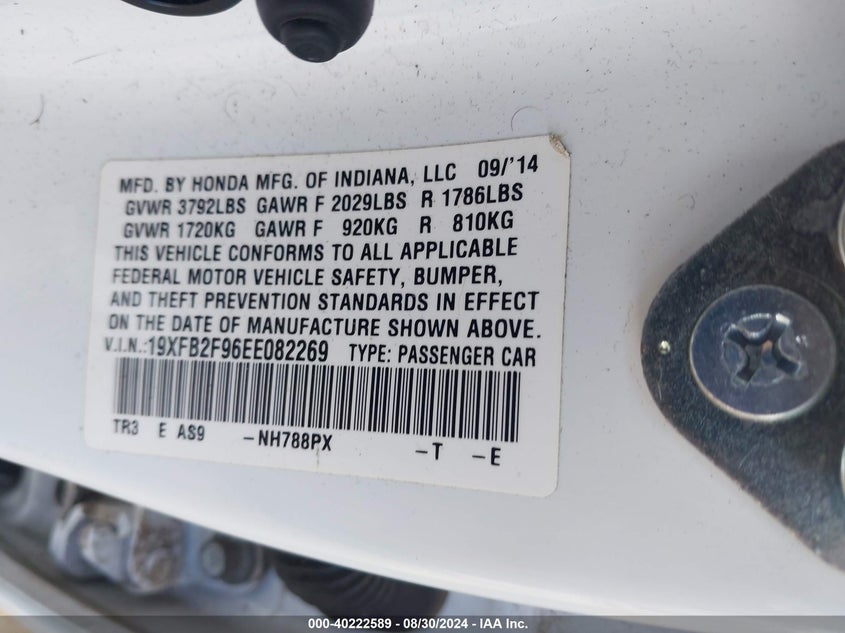 MFD. BY HONDA MFG. OF INDIANA, LLC 09/'14
GVWR 3792LBS GAWR F 2029LBS R 1786LBS
GVWR 1720KG GAWR F 920KG R 810KG
THIS VEHICLE CONFORMS TO ALL APPLICABLE
FEDERAL MOTOR VEHICLE SAFETY, BUMPER,
AND THEFT PREVENTION STANDARDS IN EFFECT
ON THE DATE OF MANUFACTURE SHOWN ABOVE.
V.I.N.:19XFB2F96EE082269 TYPE: PASSENGER CAR
TR3 E AS9 -NH788PX -T -E
000-40222589 - 08/30/2024 - IAA Inc.